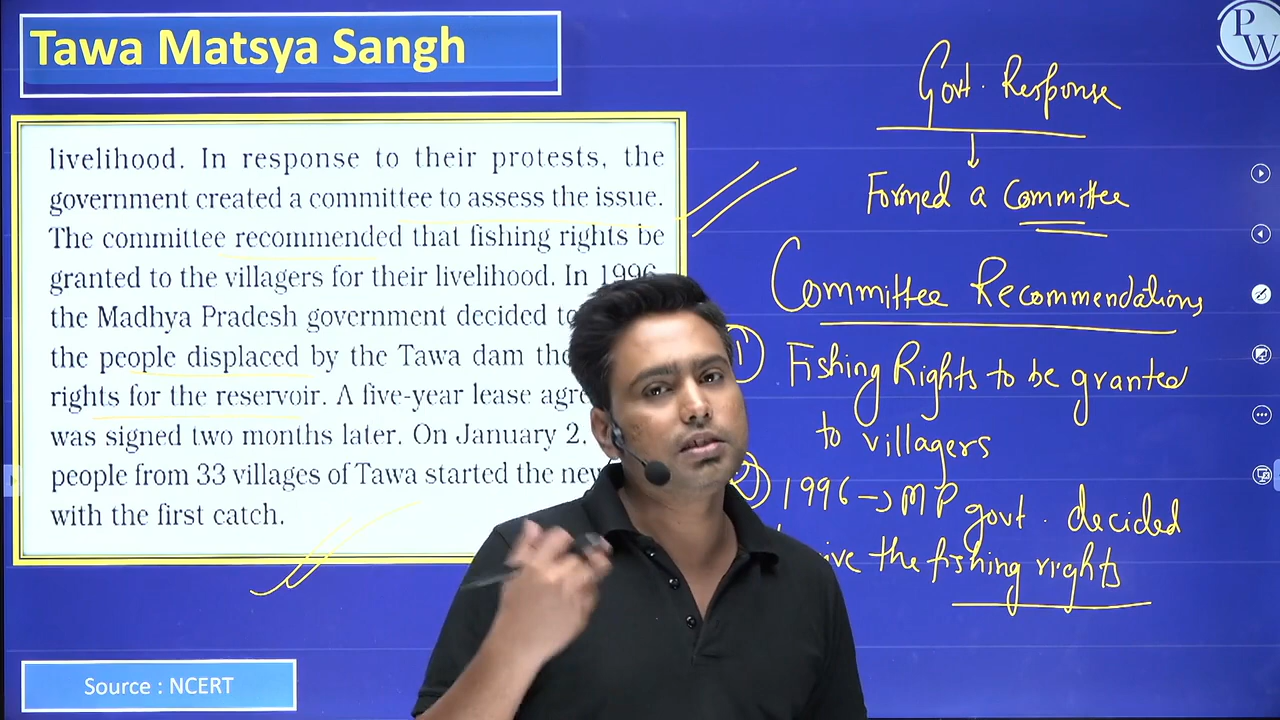 Tawa Matsya Sangh
livelihood. In response to their protests, the
government created a committee to assess the issue.
The committee recommended that fishing rights be
granted to the villagers for their livelihood. In 1996,
the Madhya Pradesh government decided to
the people displaced by the Tawa dam the
rights for the reservoir. A five-year lease
was signed two months later. On January 2,
people from 33 villages of Tawa started the new
with the first catch.
Source : NCERT
PW
Govt. Response
Formed a Committee
Committee Recommendations
1 Fishing Rights to be granted
to villagers
2 1996 → MP govt. decided
the fishing rights